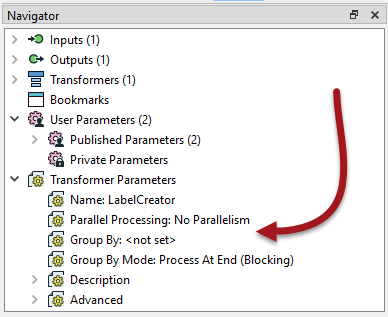 Navigator
Inputs (1)
Outputs (1)
Transformers (1)
Bookmarks
User Parameters (2)
Published Parameters (2)
Private Parameters
Transformer Parameters
Name: LabelCreator
Parallel Processing: No Parallelism
Group By: <not set>
Group By Mode: Process At End (Blocking)
Description
Advanced